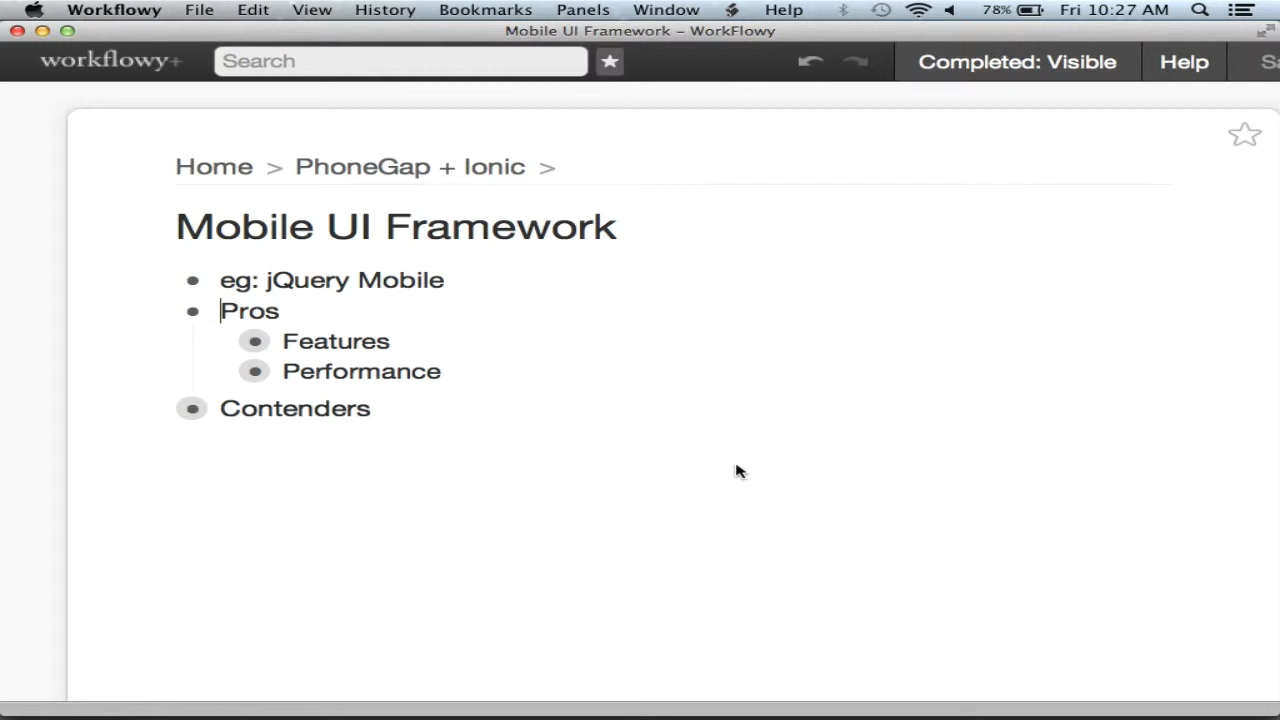 Workflowy File Edit View History Bookmarks Panels Window Help 78% Fri 10:27 AM
Mobile UI Framework – WorkFlowy
workflowy+ Search Completed: Visible Help Sa
Home > PhoneGap + Ionic >
Mobile UI Framework
eg: jQuery Mobile
Pros
Features
Performance
Contenders